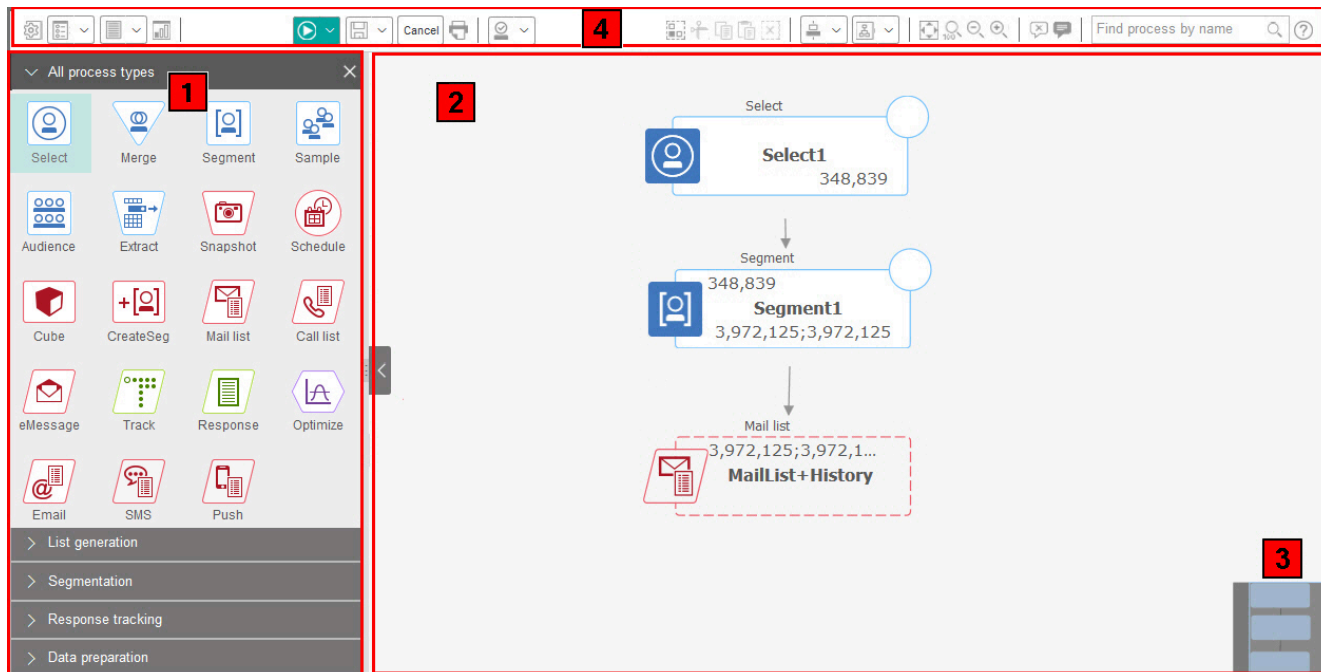 Cancel
4
100
Find process by name
?
All process types
1
Select
Merge
Segment
Sample
Audience
Extract
Snapshot
Schedule
Cube
CreateSeg
Mail list
Call list
eMessage
Track
Response
Optimize
Email
SMS
Push
List generation
Segmentation
Response tracking
Data preparation
2
Select
Select1
348,839
Segment
348,839
Segment1
3,972,125;3,972,125
Mail list
3,972,125;3,972,1...
MailList+History
3